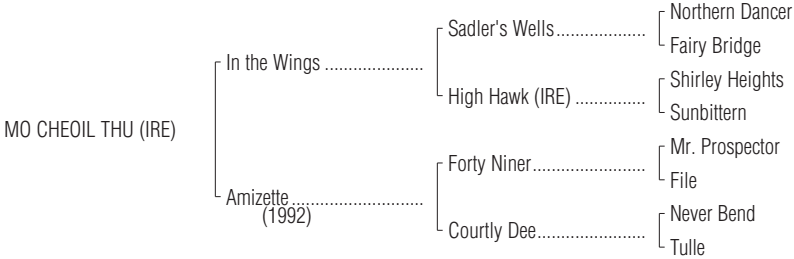 Northern Dancer
Sadler's Wells....................
Fairy Bridge
In the Wings ......................
Shirley Heights
High Hawk (IRE) ...............
Sunbittern
MO CHEOIL THU (IRE)
Mr. Prospector
Forty Niner.........................
File
Amizette.............................
(1992)
Never Bend
Courtly Dee........................
Tulle